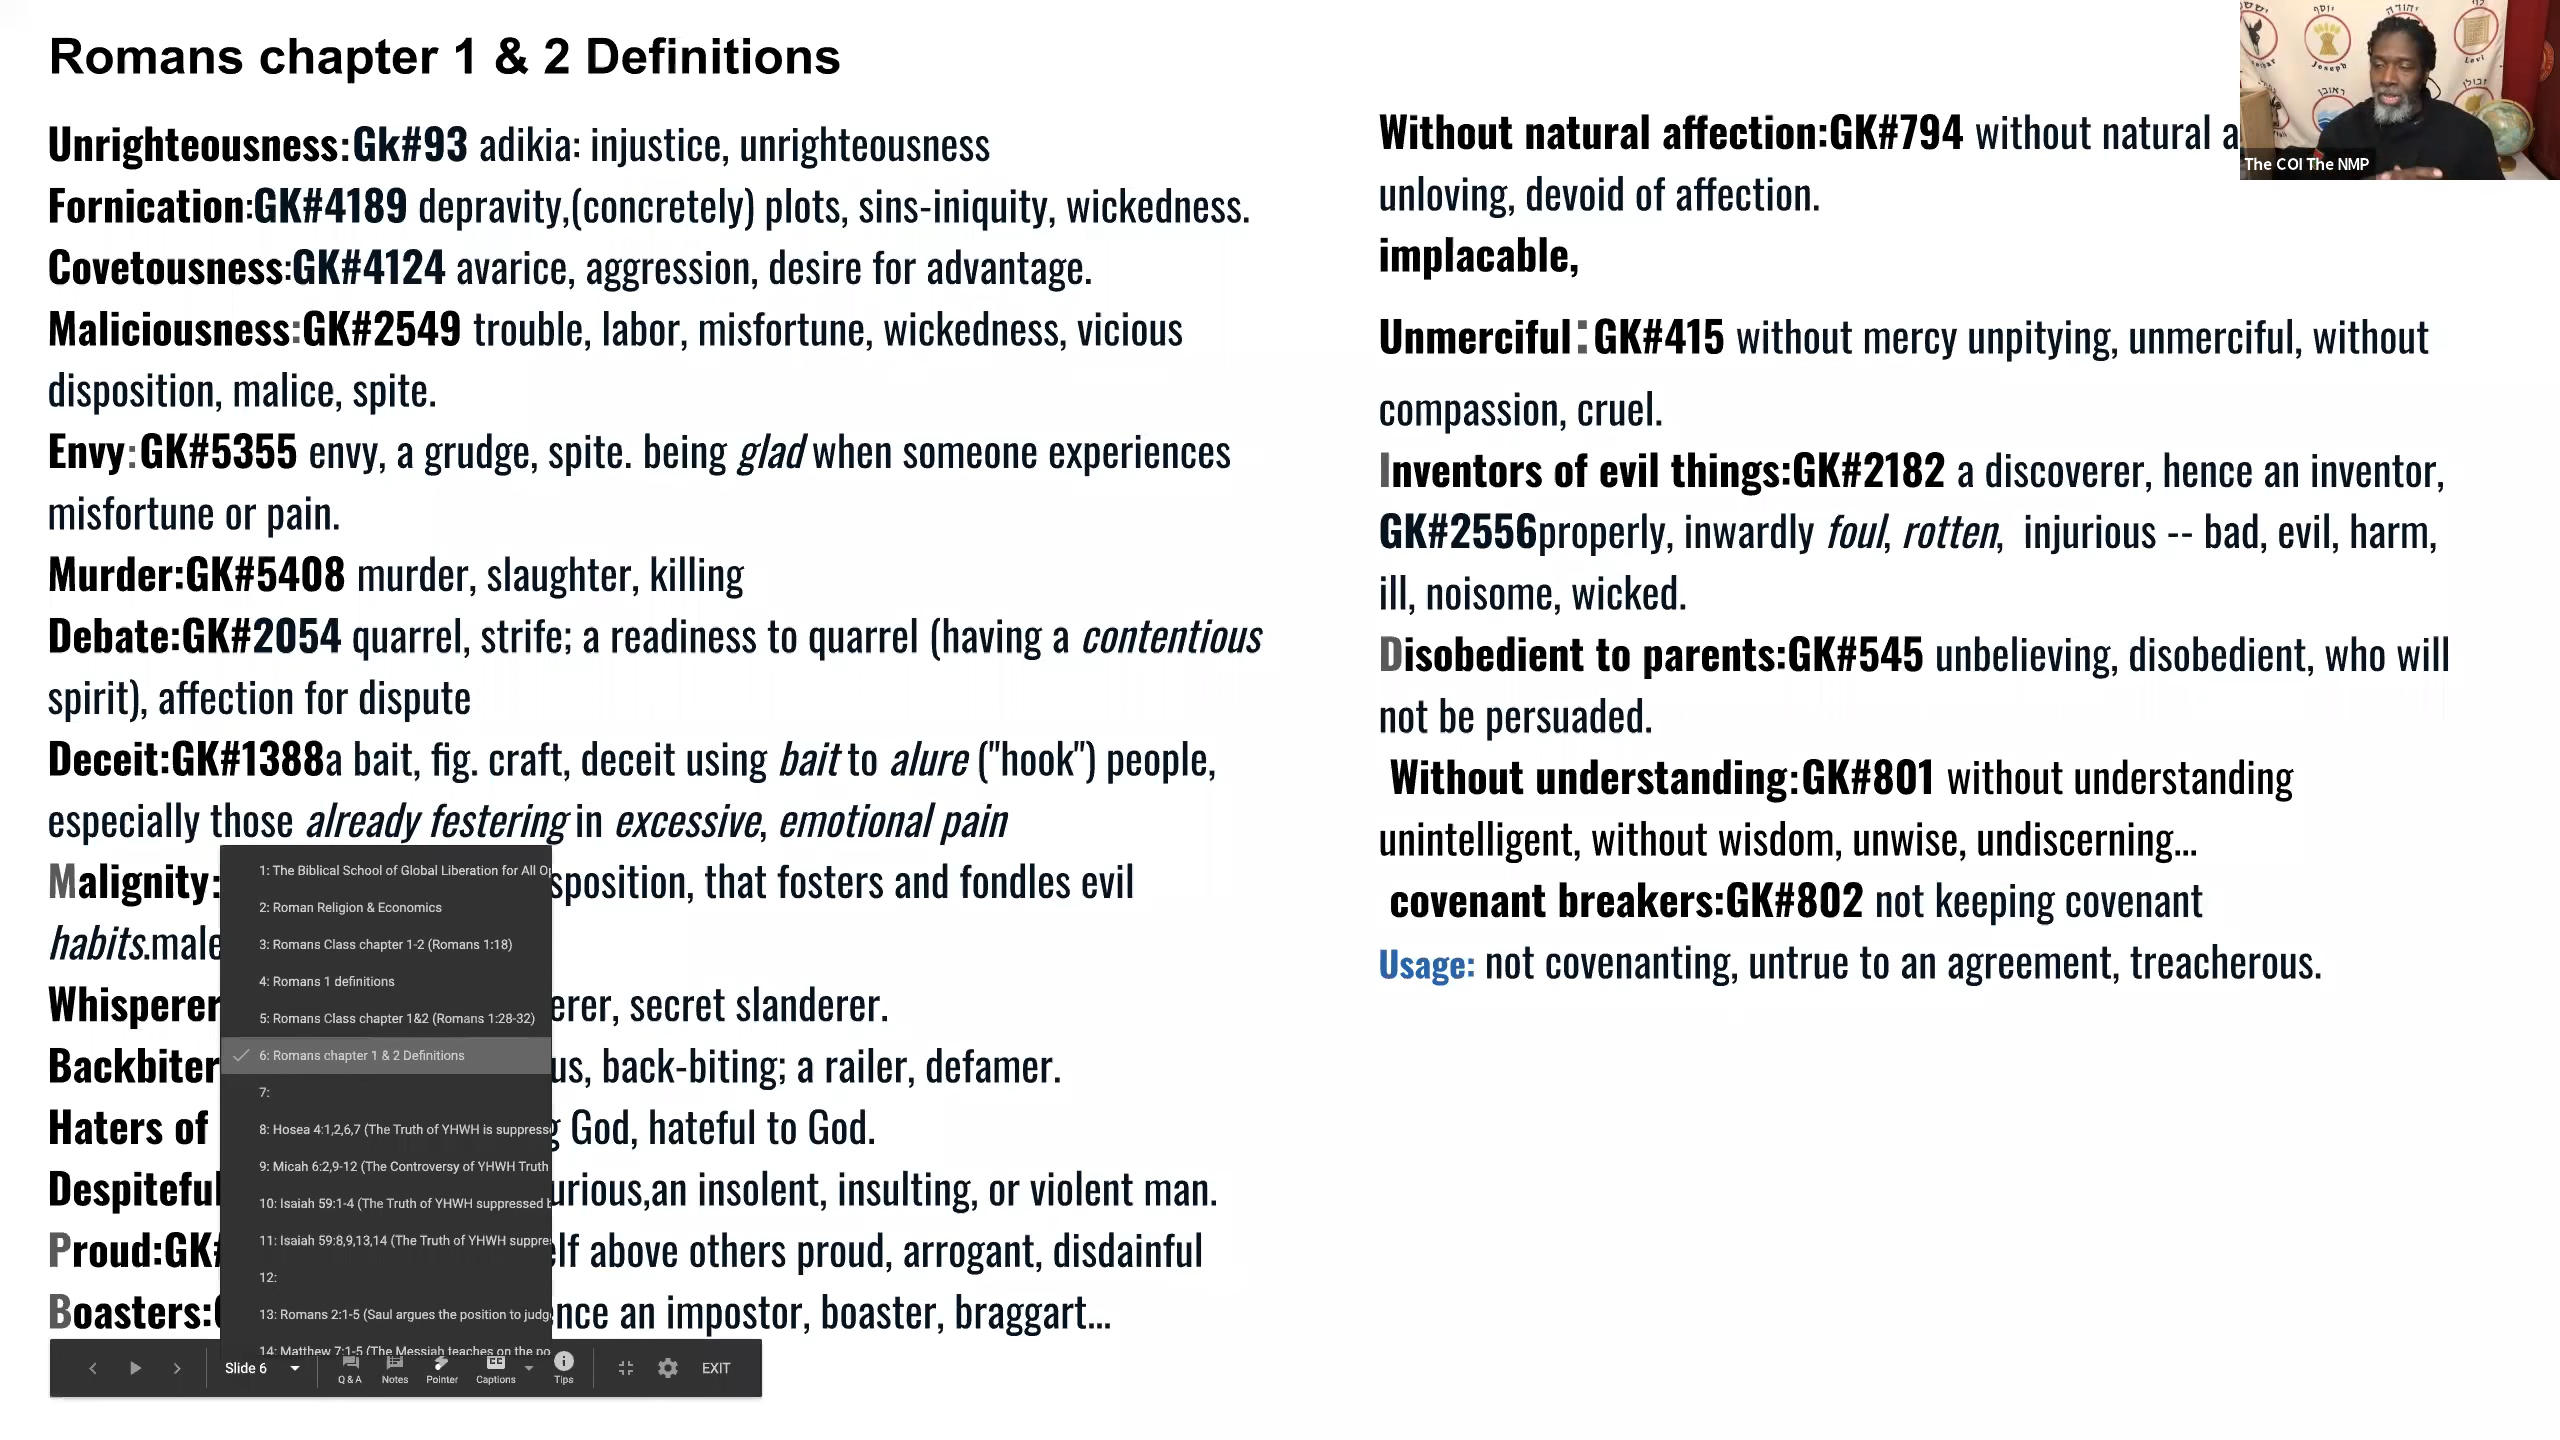 Romans chapter 1 & 2 Definitions
Unrighteousness:Gk#93 adikia: injustice, unrighteousness
Fornication:GK#4189 depravity,(concretely) plots, sins-iniquity, wickedness.
Covetousness:GK#4124 avarice, aggression, desire for advantage.
Maliciousness:GK#2549 trouble, labor, misfortune, wickedness, vicious
disposition, malice, spite.
Envy:GK#5355 envy, a grudge, spite. being glad when someone experiences
misfortune or pain.
Murder:GK#5408 murder, slaughter, killing
Debate:GK#2054 quarrel, strife; a readiness to quarrel (having a contentious
spirit), affection for dispute
Deceit:GK#1388a bait, fig. craft, deceit using bait to alure ("hook") people,
especially those already festering in excessive, emotional pain
Malignity: sposition, that fosters and fondles evil
habits.male
Whisperer erer, secret slanderer.
Backbiter us, back-biting; a railer, defamer.
Haters of g God, hateful to God.
Despiteful urious,an insolent, insulting, or violent man.
Proud:GK# elf above others proud, arrogant, disdainful
Boasters: nce an impostor, boaster, braggart...
Without natural affection:GK#794 without natural a
unloving, devoid of affection.
implacable,
Unmerciful:GK#415 without mercy unpitying, unmerciful, without
compassion, cruel.
Inventors of evil things:GK#2182 a discoverer, hence an inventor,
GK#2556properly, inwardly foul, rotten, injurious -- bad, evil, harm,
ill, noisome, wicked.
Disobedient to parents:GK#545 unbelieving, disobedient, who will
not be persuaded.
Without understanding:GK#801 without understanding
unintelligent, without wisdom, unwise, undiscerning...
covenant breakers:GK#802 not keeping covenant
Usage: not covenanting, untrue to an agreement, treacherous.
1: The Biblical School of Global Liberation for All Op
2: Roman Religion & Economics
3: Romans Class chapter 1-2 (Romans 1:18)
4: Romans 1 definitions
5: Romans Class chapter 1&2 (Romans 1:28-32)
6: Romans chapter 1 & 2 Definitions
7:
8: Hosea 4:1,2,6,7 (The Truth of YHWH is suppress
9: Micah 6:2,9-12 (The Controversy of YHWH Truth
10: Isaiah 59:1-4 (The Truth of YHWH suppressed b
11: Isaiah 59:8,9,13,14 (The Truth of YHWH suppre
12:
13: Romans 2:1-5 (Saul argues the position to judg
14: Matthew 7:1-5 (The Messiah teaches on the po
Slide 6
Q & A Notes Pointer Captions Tips
EXIT
יוסף
יהודה
לוי
Joseph
Levi
ראובן
זבולן
The COI The NMP